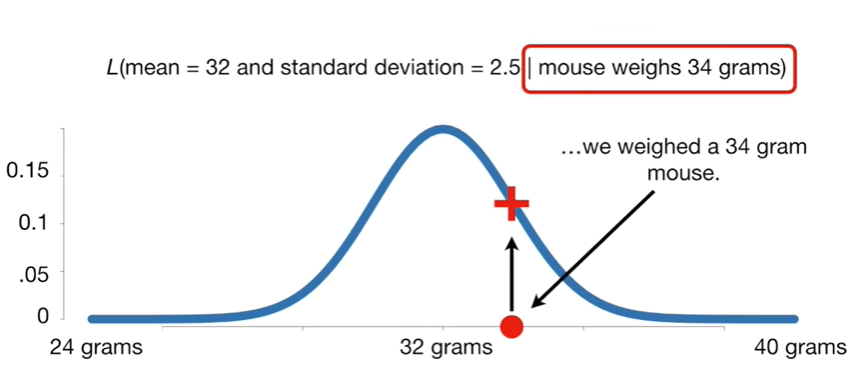 L(mean = 32 and standard deviation = 2.5 | mouse weighs 34 grams)
…we weighed a 34 gram
mouse.
0.15
0.1
.05
0
24 grams
32 grams
40 grams